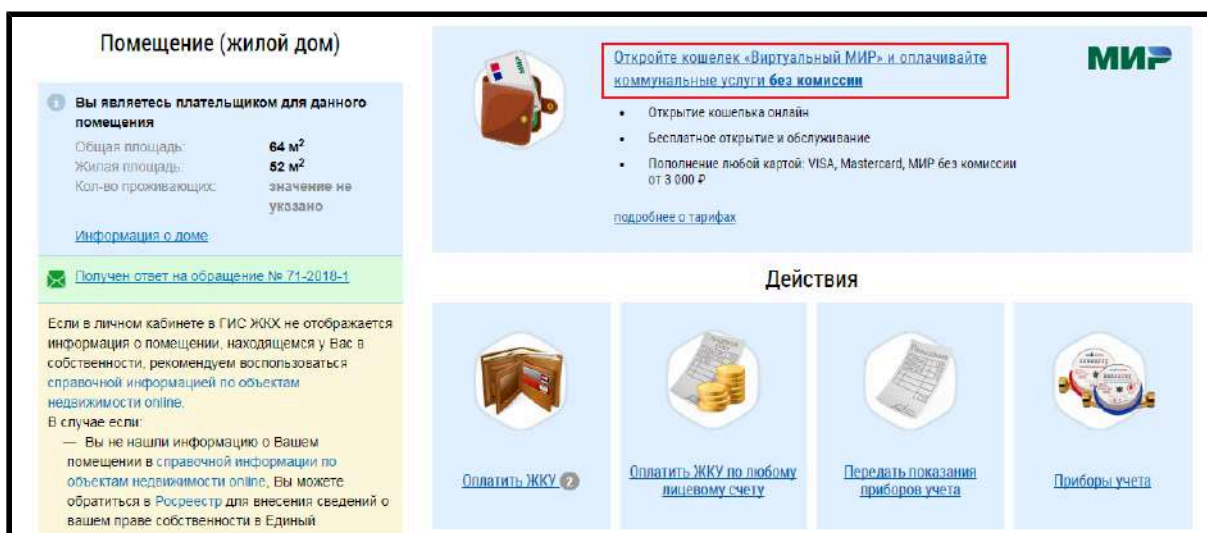 Помещение (жилой дом)
Вы являетесь плательщиком для данного
помещения
Общая площадь: 64 м²
Жилая площадь: 52 м²
Кол-во проживающих: значение не
указано
Информация о доме
Получен ответ на обращение № 71-2018-1
Если в личном кабинете в ГИС ЖКХ не отображается
информация о помещении, находящемся у Вас в
собственности, рекомендуем воспользоваться
справочной информацией по объектам
недвижимости online.
В случае если:
— Вы не нашли информацию о Вашем
помещении в справочной информации по
объектам недвижимости online, Вы можете
обратиться в Росреестр для внесения сведений о
вашем праве собственности в Единый
Откройте кошелек «Виртуальный МИР» и оплачивайте
коммунальные услуги без комиссии
МИР
• Открытие кошелька онлайн
• Бесплатное открытие и обслуживание
• Пополнение любой картой: VISA, Mastercard, МИР без комиссии
от 3 000 ₽
подробнее о тарифах
Действия
Оплатить ЖКУ ?
Оплатить ЖКУ по любому
лицевому счету
Передать показания
приборов учета
Приборы учета